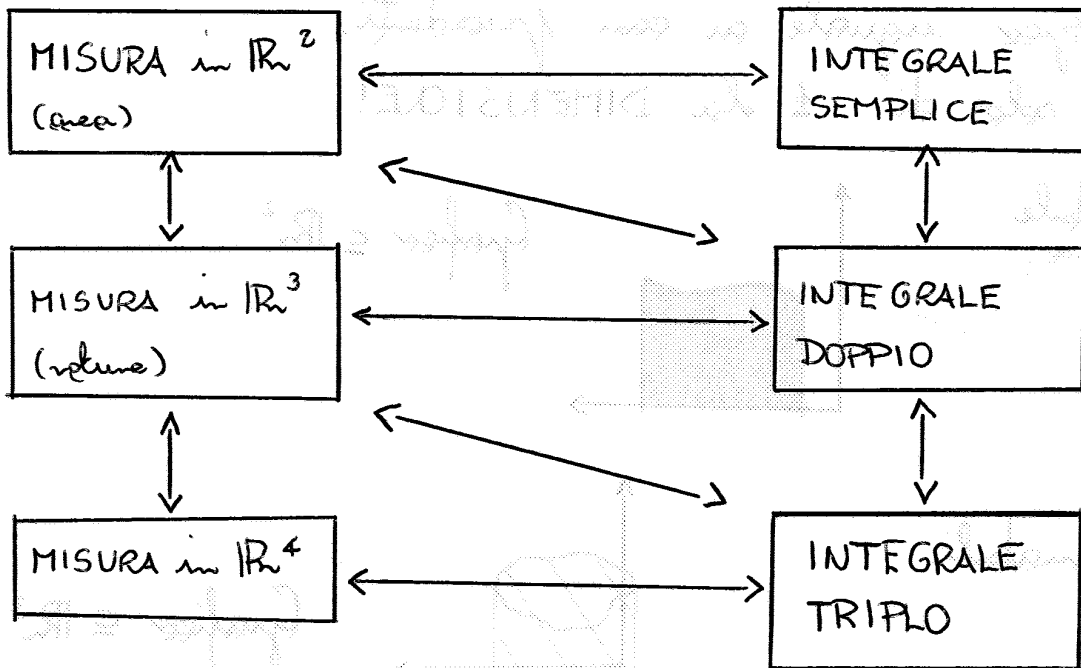 MISURA in ℝ²
(area)
INTEGRALE
SEMPLICE
MISURA in ℝ³
(volume)
INTEGRALE
DOPPIO
MISURA in ℝ⁴
INTEGRALE
TRIPLO